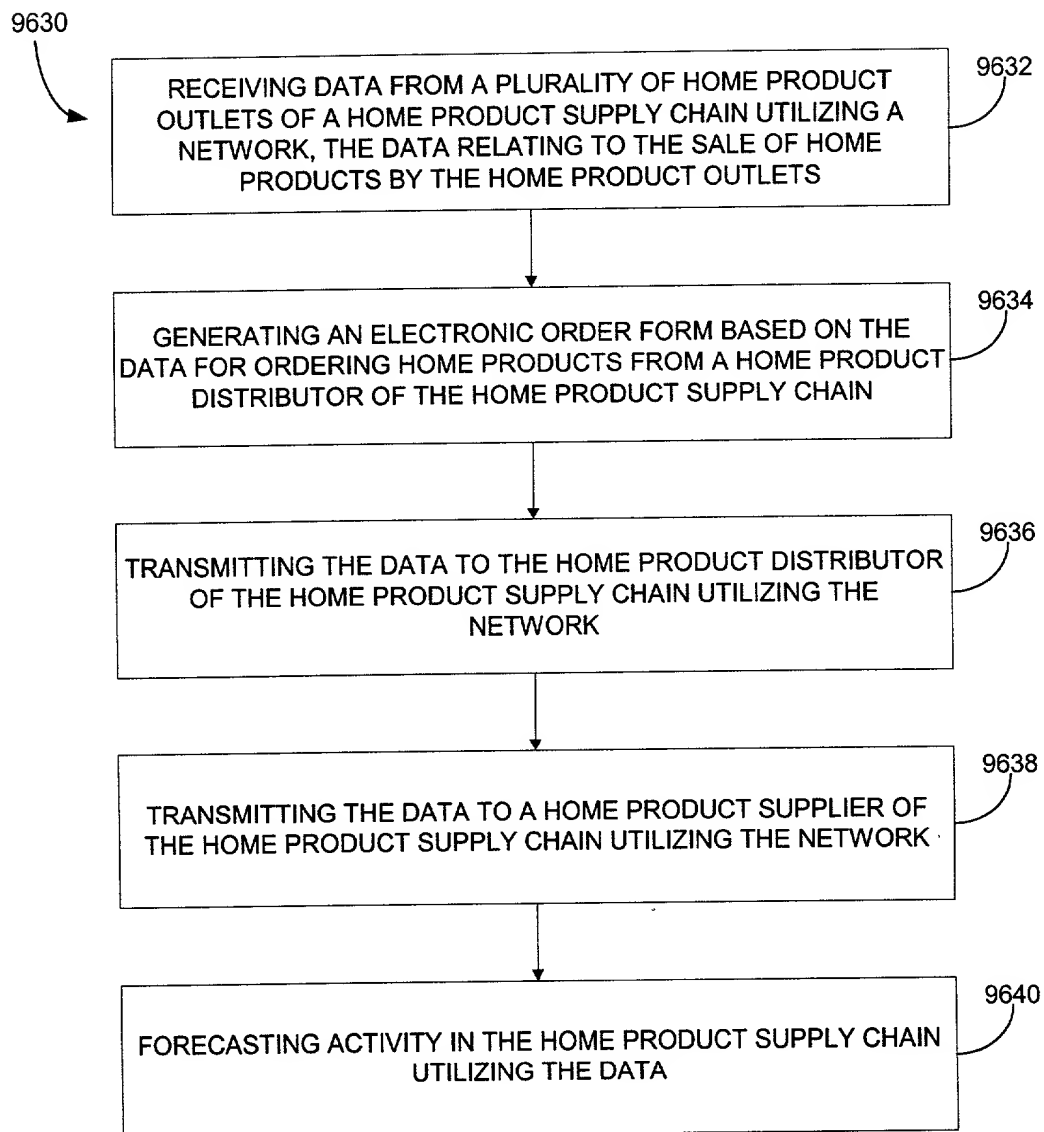 9630
9632
RECEIVING DATA FROM A PLURALITY OF HOME PRODUCT
OUTLETS OF A HOME PRODUCT SUPPLY CHAIN UTILIZING A
NETWORK, THE DATA RELATING TO THE SALE OF HOME
PRODUCTS BY THE HOME PRODUCT OUTLETS
9634
GENERATING AN ELECTRONIC ORDER FORM BASED ON THE
DATA FOR ORDERING HOME PRODUCTS FROM A HOME PRODUCT
DISTRIBUTOR OF THE HOME PRODUCT SUPPLY CHAIN
9636
TRANSMITTING THE DATA TO THE HOME PRODUCT DISTRIBUTOR
OF THE HOME PRODUCT SUPPLY CHAIN UTILIZING THE
NETWORK
9638
TRANSMITTING THE DATA TO A HOME PRODUCT SUPPLIER OF
THE HOME PRODUCT SUPPLY CHAIN UTILIZING THE NETWORK
9640
FORECASTING ACTIVITY IN THE HOME PRODUCT SUPPLY CHAIN
UTILIZING THE DATA